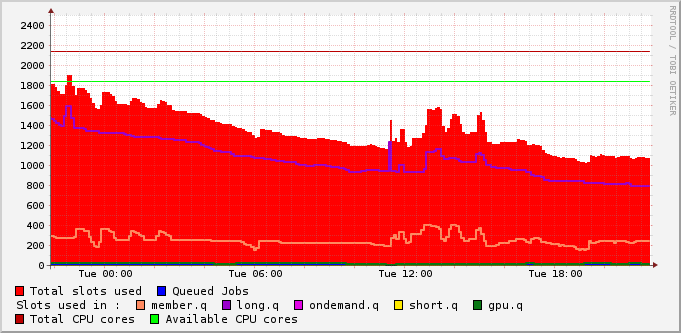 2400
2200
2000
1800
1600
1400
1200
1000
800
600
400
200
0
Tue 00:00 Tue 06:00 Tue 12:00 Tue 18:00
RRDTOOL / TOBI OETIKER
Total slots used Queued Jobs
Slots used in : member.q long.q ondemand.q short.q gpu.q
Total CPU cores Available CPU cores